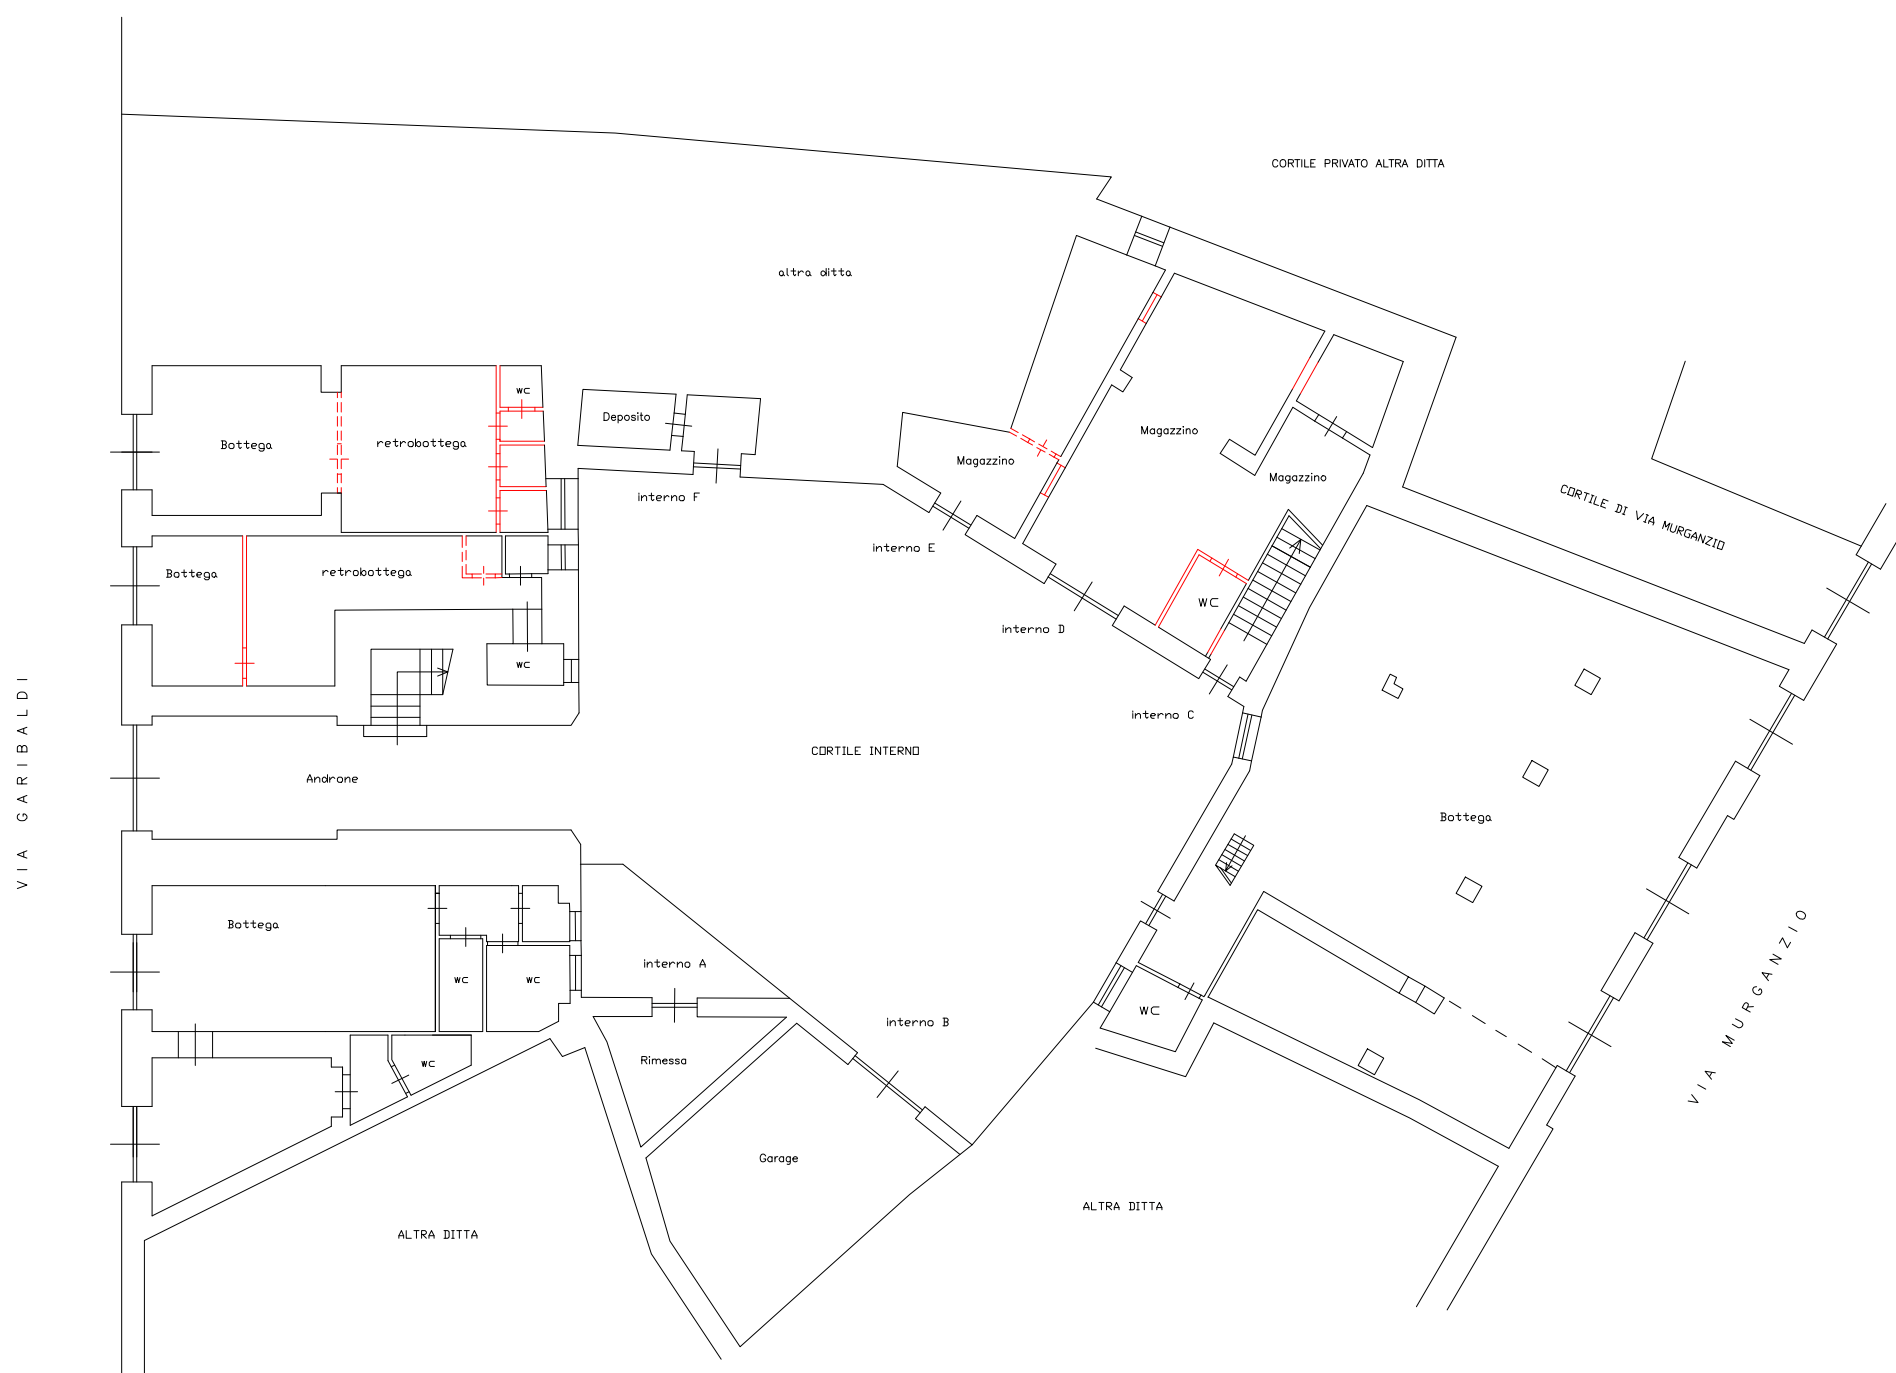 CORTILE PRIVATO ALTRA DITTA
altra ditta
WC
Deposito
Bottega
retrobottega
Magazzino
Magazzino
Magazzino
interno F
CORTILE DI VIA MURGANZIO
interno E
Bottega
retrobottega
WC
interno D
WC
interno C
VIA GARIBALDI
CORTILE INTERNO
Androne
Bottega
Bottega
interno A
WC
WC
VIA MURGANZIO
WC
interno B
Rimessa
WC
Garage
ALTRA DITTA
ALTRA DITTA